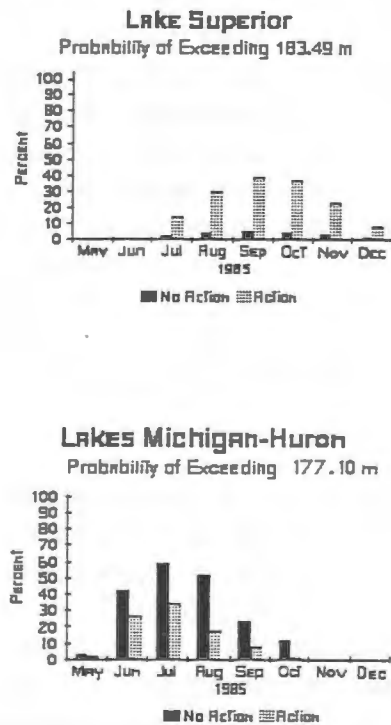 Lake Superior
Probability of Exceeding 183.49 m
100
90
80
70
60
50
40
30
20
10
0
Percent
May Jun Jul Aug Sep Oct Nov Dec
1985
No Action Action
Lakes Michigan-Huron
Probability of Exceeding 177.10 m
100
90
80
70
60
50
40
30
20
10
0
Percent
May Jun Jul Aug Sep Oct Nov Dec
1985
No Action Action